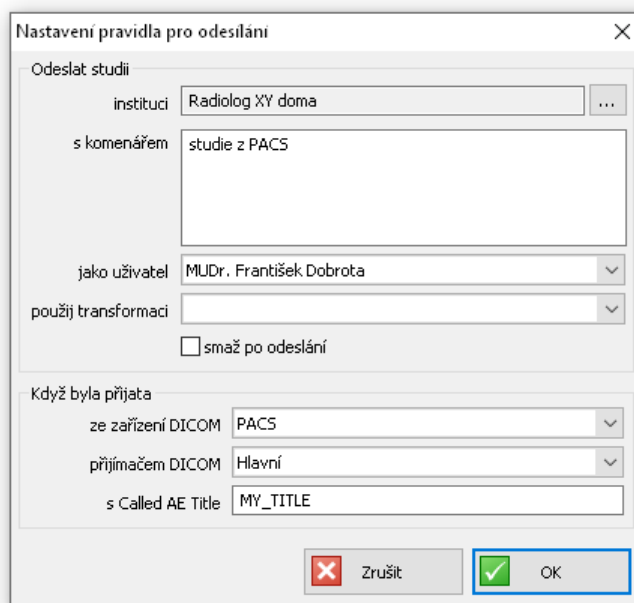 Nastavení pravidla pro odesílání
Odeslat studii
instituci Radiolog XY doma ...
s komenářem studie z PACS
jako uživatel MUDr. František Dobrota
použij transformaci
smaž po odeslání
Když byla přijata
ze zařízení DICOM PACS
přijímačem DICOM Hlavní
s Called AE Title MY_TITLE
Zrušit OK